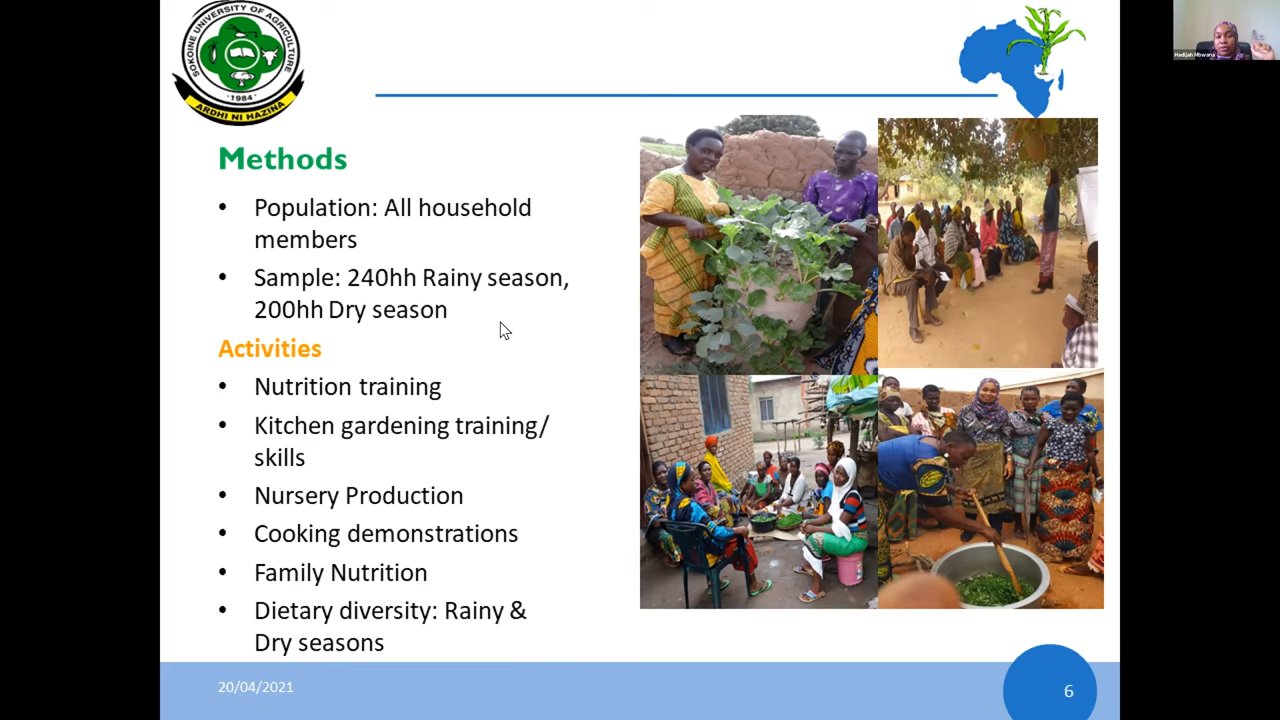 SOKOINE UNIVERSITY OF AGRICULTURE
· 1984 ·
ARDHI NI HAZINA
Hadijah Mbwana
Methods
• Population: All household
members
• Sample: 240hh Rainy season,
200hh Dry season
Activities
• Nutrition training
• Kitchen gardening training/
skills
• Nursery Production
• Cooking demonstrations
• Family Nutrition
• Dietary diversity: Rainy &
Dry seasons
20/04/2021
6